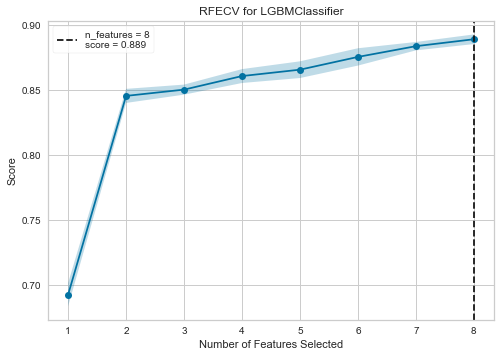 RFECV for LGBMClassifier
n_features = 8
score = 0.889
0.90
0.85
0.80
0.75
0.70
Score
1 2 3 4 5 6 7 8
Number of Features Selected